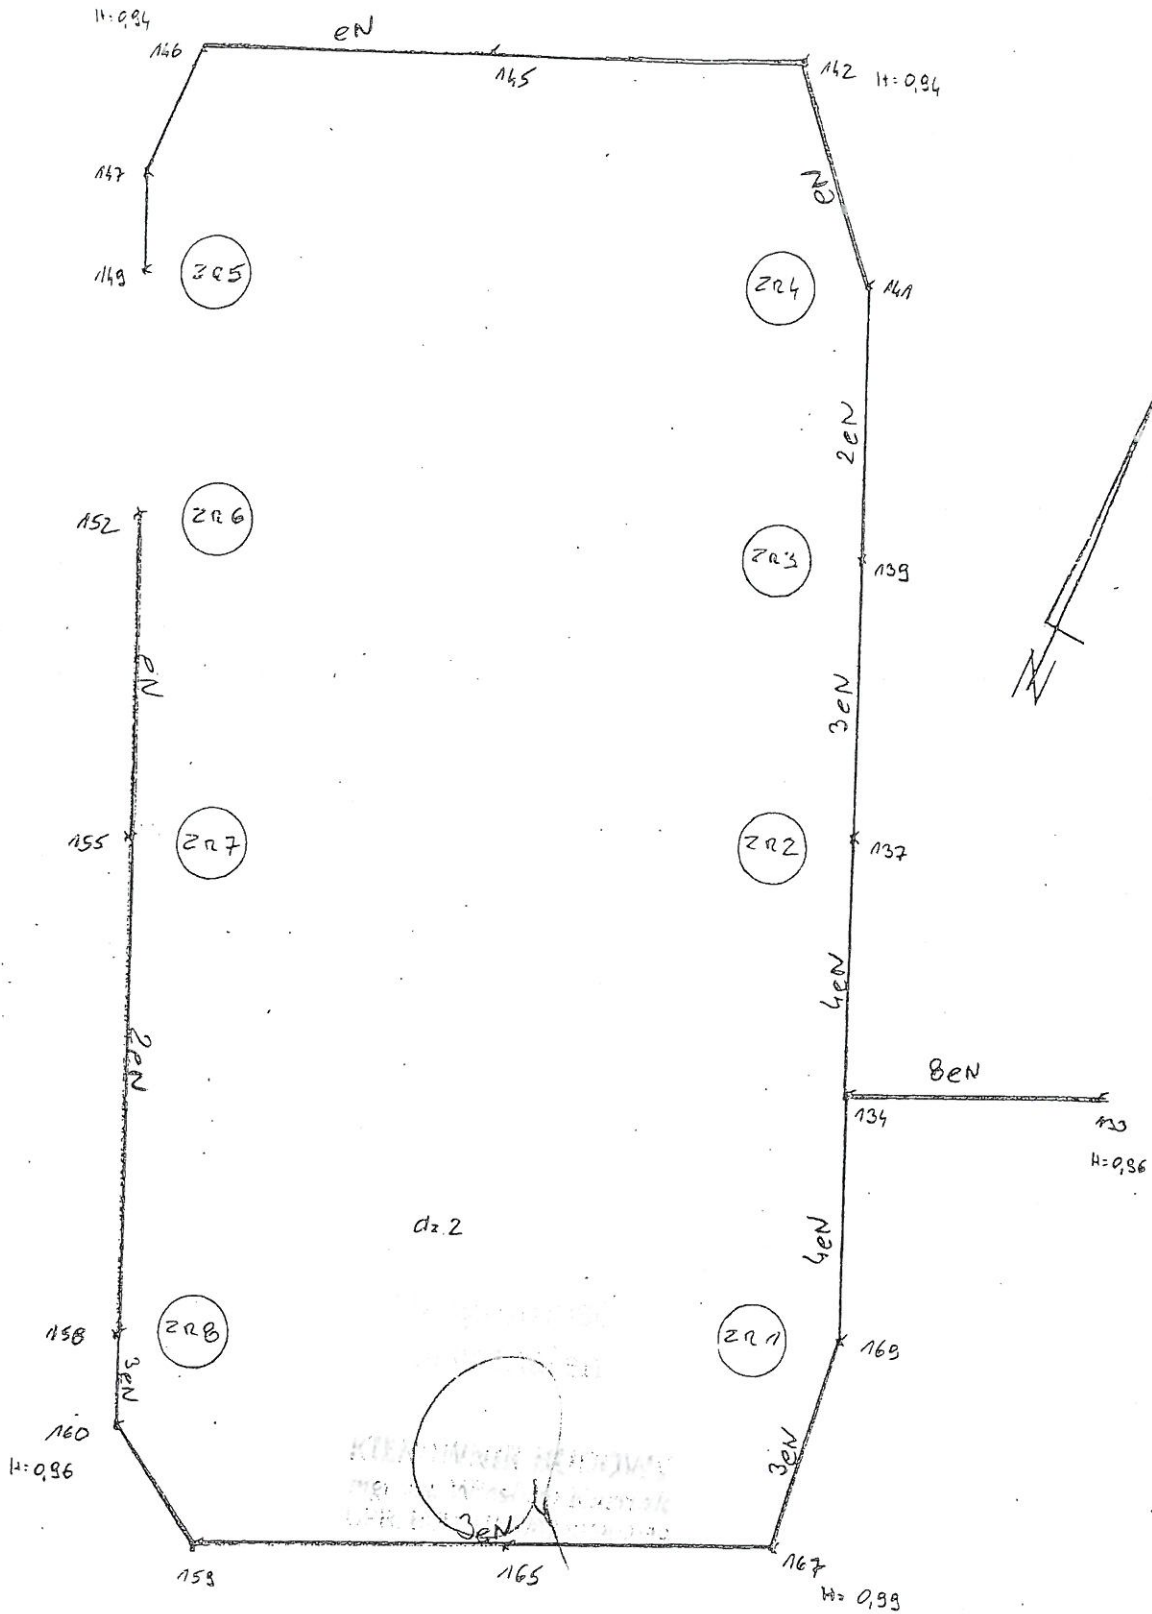 H=0,94
146
eN
145
142
H=0,94
147
eN
149
ZR5
ZR4
141
2eN
152
ZR6
ZR3
139
eN
3eN
N
155
ZR7
ZR2
137
4eN
2eN
8eN
134
133
H=0,96
dz.2
4eN
158
ZR8
ZR1
169
3eN
160
H=0,96
3eN
3eN
159
165
167
H=0,99